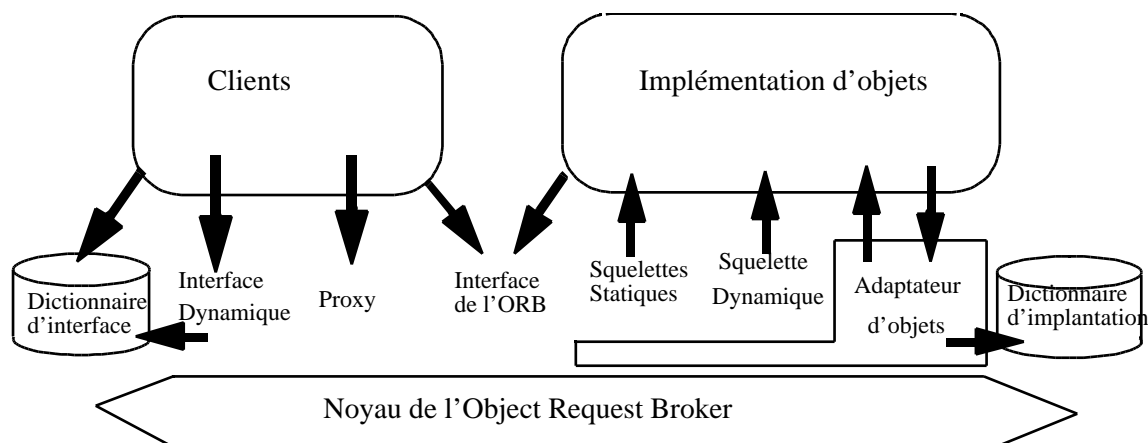 Clients
Implémentation d’objets
Dictionnaire
d’interface
Interface
Dynamique
Proxy
Interface
de l’ORB
Squelettes
Statiques
Squelette
Dynamique
Adaptateur
d’objets
Dictionnaire
d’implantation
Noyau de l’Object Request Broker